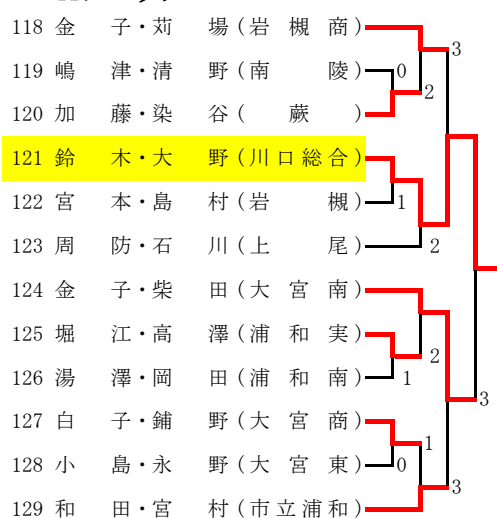 118 金 子・苅 場(岩 槻 商)
3
119 嶋 津・清 野(南 陵)
0
2
120 加 藤・染 谷( 蕨 )
121 鈴 木・大 野(川口総合)
122 宮 本・島 村(岩 槻)
1
123 周 防・石 川(上 尾)
2
124 金 子・柴 田(大 宮 南)
125 堀 江・高 澤(浦 和 実)
2
126 湯 澤・岡 田(浦 和 南)
1
3
127 白 子・鋪 野(大 宮 商)
1
128 小 島・永 野(大 宮 東)
0
3
129 和 田・宮 村(市立浦和)